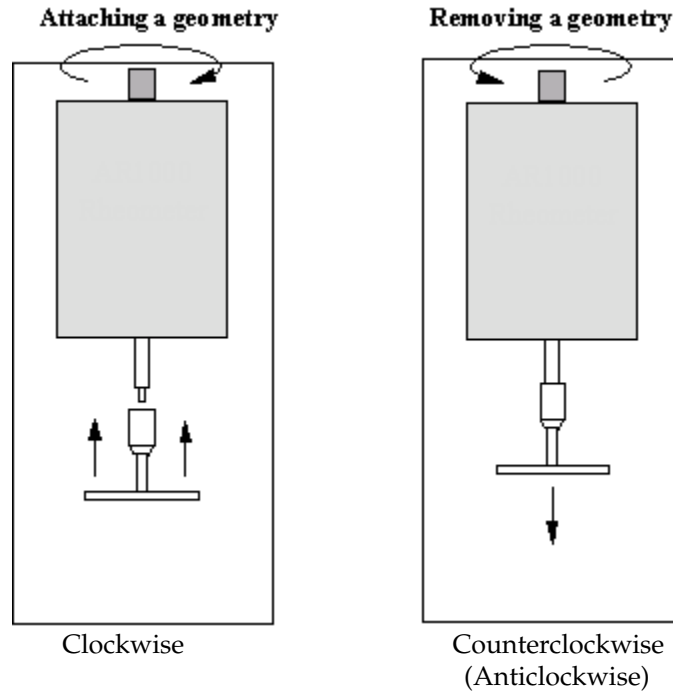 Attaching a geometry
Removing a geometry
Clockwise
Counterclockwise
(Anticlockwise)